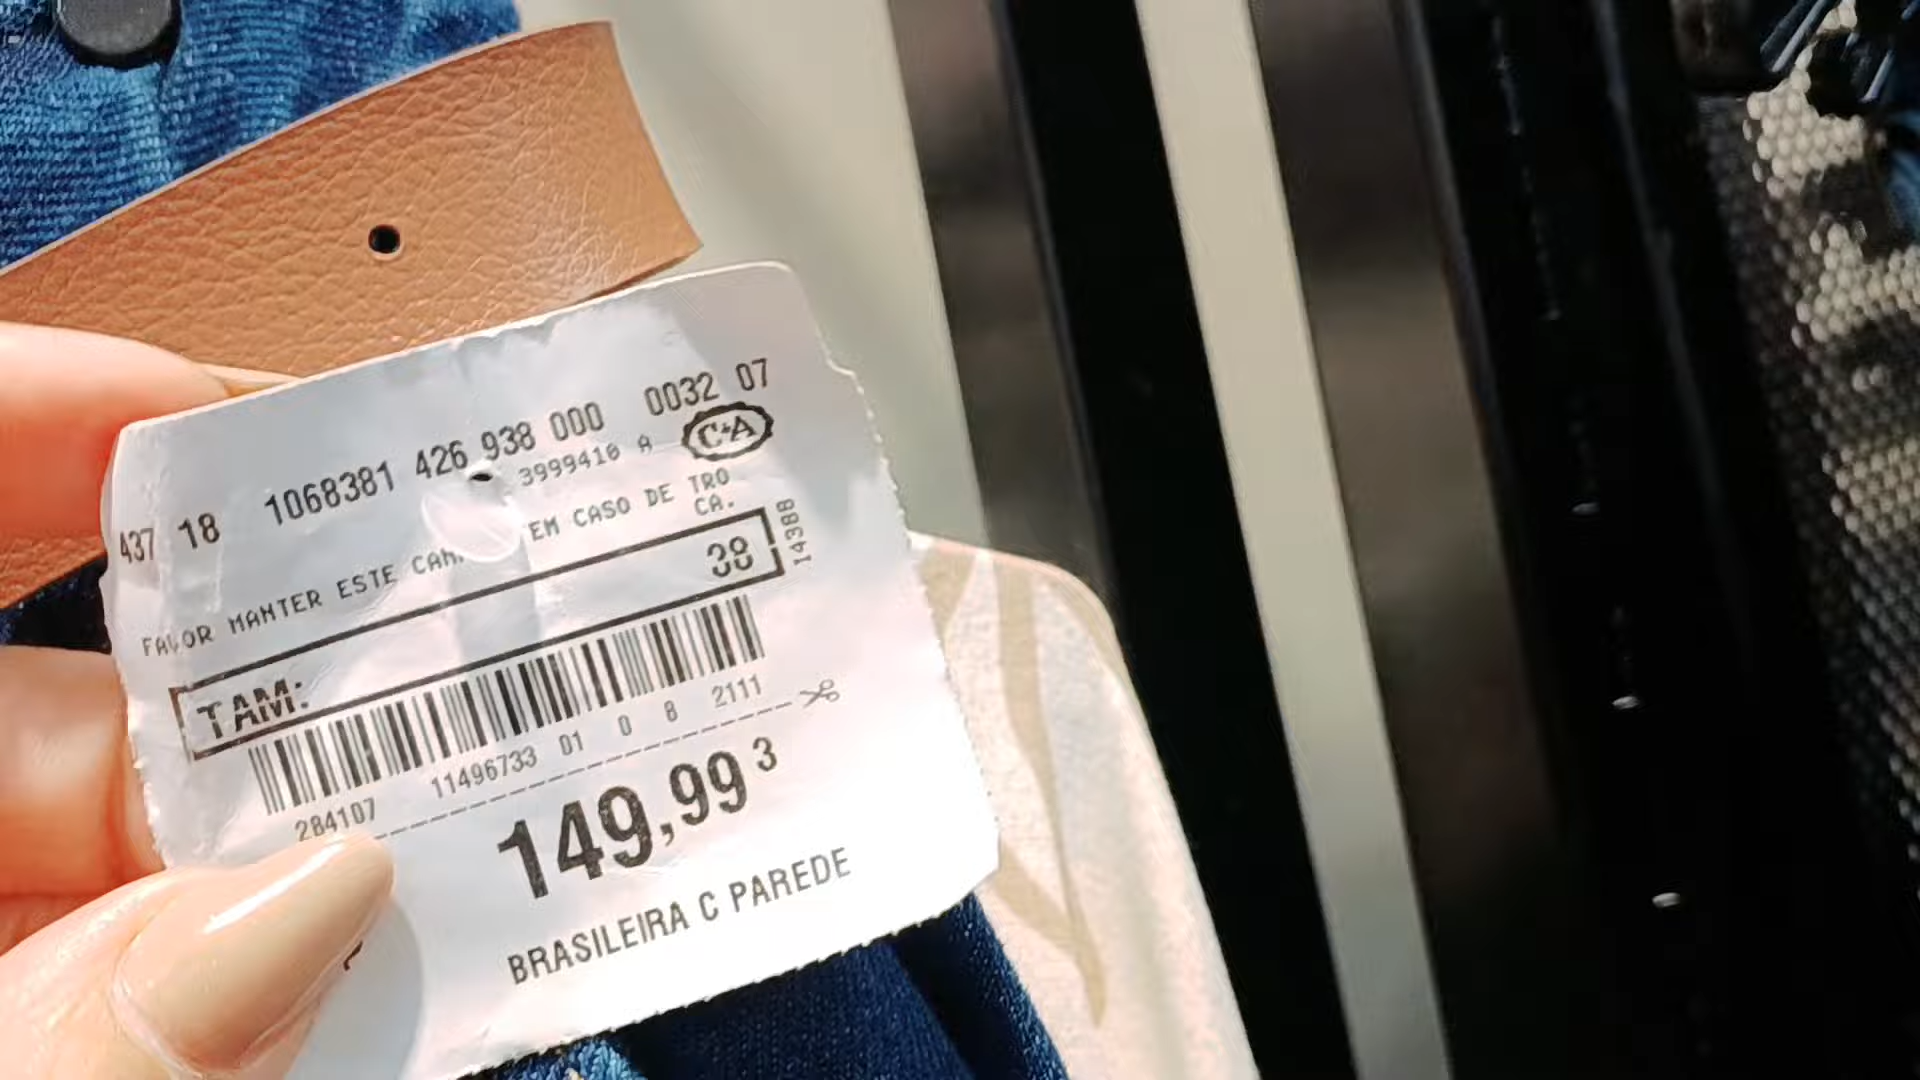 437 18 1068381 426 938 000 0032 07
3999410 A C&A
FAVOR MANTER ESTE EM CASO DE TRO
CA.
TAM: 38
14388
284107 11496733 01 0 8 2111
149,99 3
BRASILEIRA C PAREDE